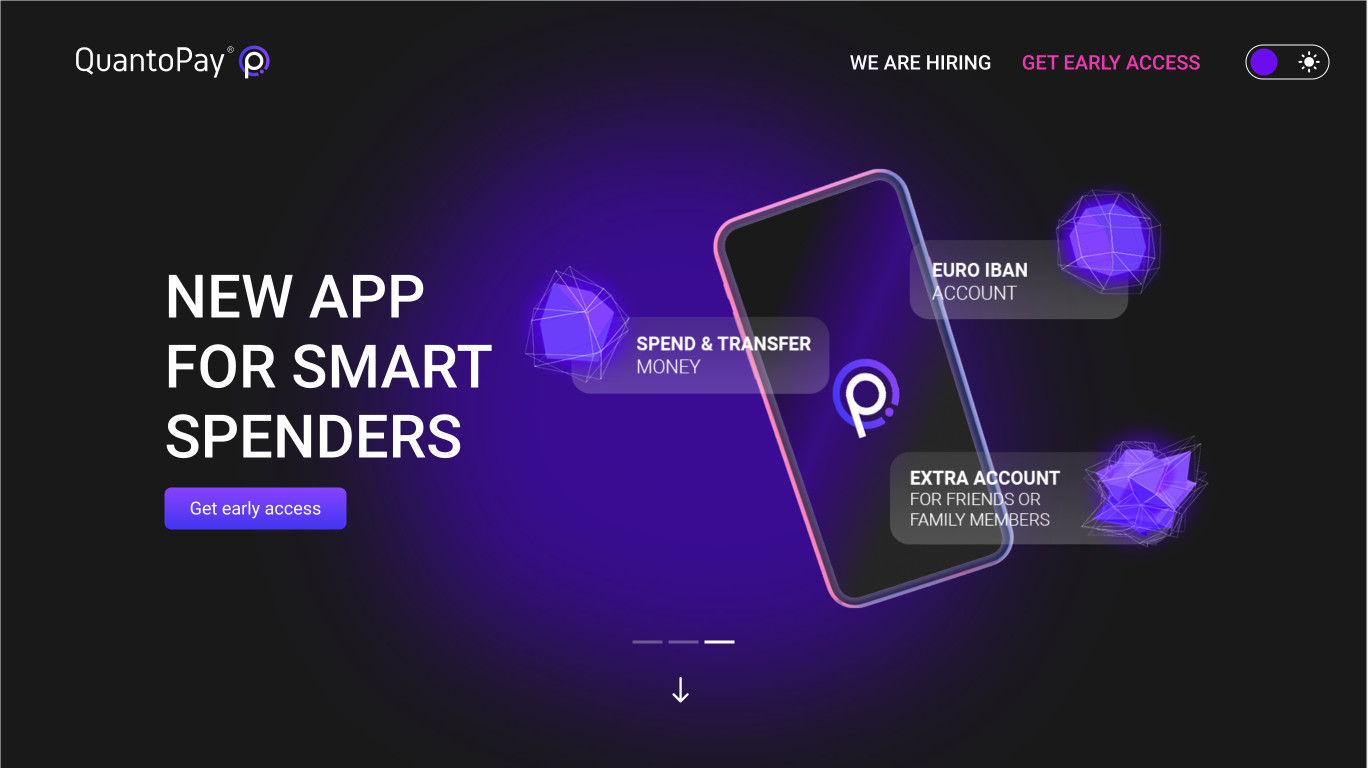 QuantoPay®
WE ARE HIRING
GET EARLY ACCESS
NEW APP
FOR SMART
SPENDERS
Get early access
SPEND & TRANSFER
MONEY
EURO IBAN
ACCOUNT
EXTRA ACCOUNT
FOR FRIENDS OR
FAMILY MEMBERS